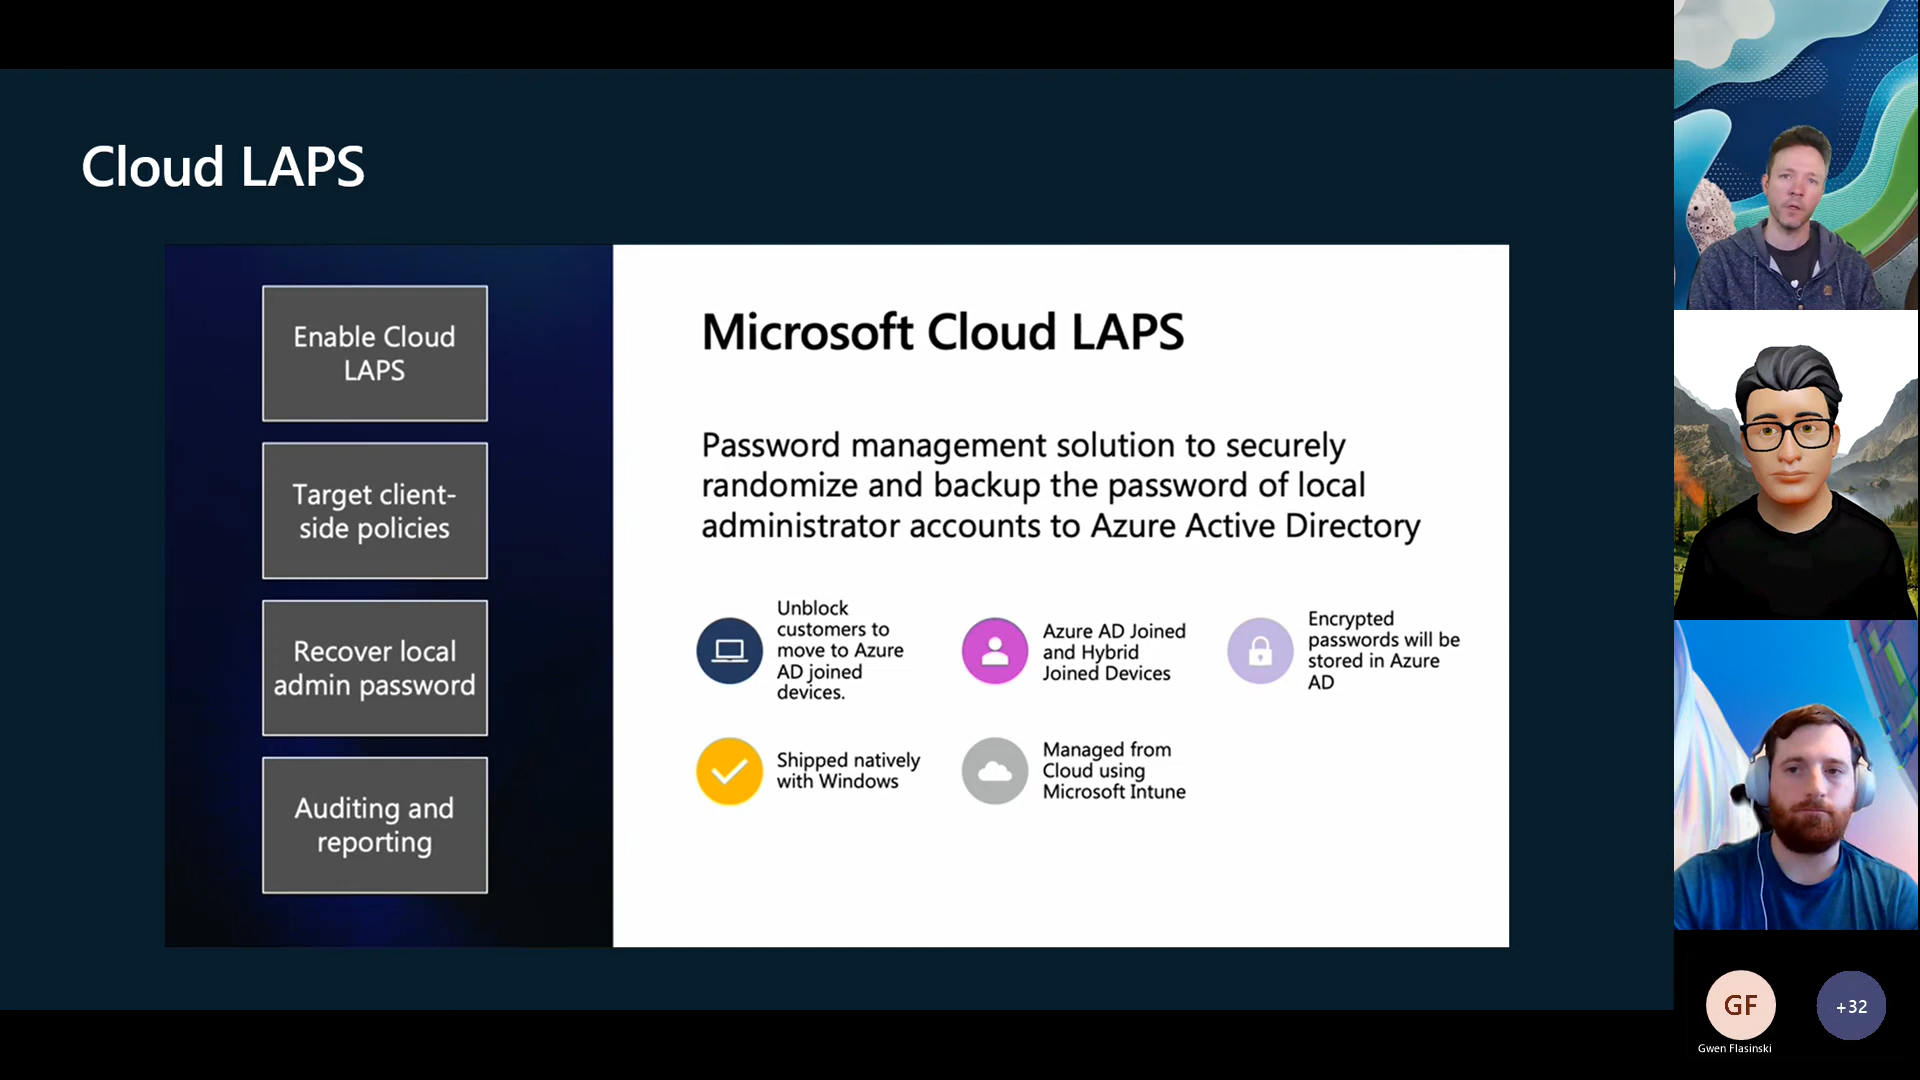 Cloud LAPS
Enable Cloud
LAPS
Target client-
side policies
Recover local
admin password
Auditing and
reporting
Microsoft Cloud LAPS
Password management solution to securely
randomize and backup the password of local
administrator accounts to Azure Active Directory
Unblock
customers to
move to Azure
AD joined
devices.
Azure AD Joined
and Hybrid
Joined Devices
Encrypted
passwords will be
stored in Azure
AD
Shipped natively
with Windows
Managed from
Cloud using
Microsoft Intune
GF
+32
Gwen Flasinski